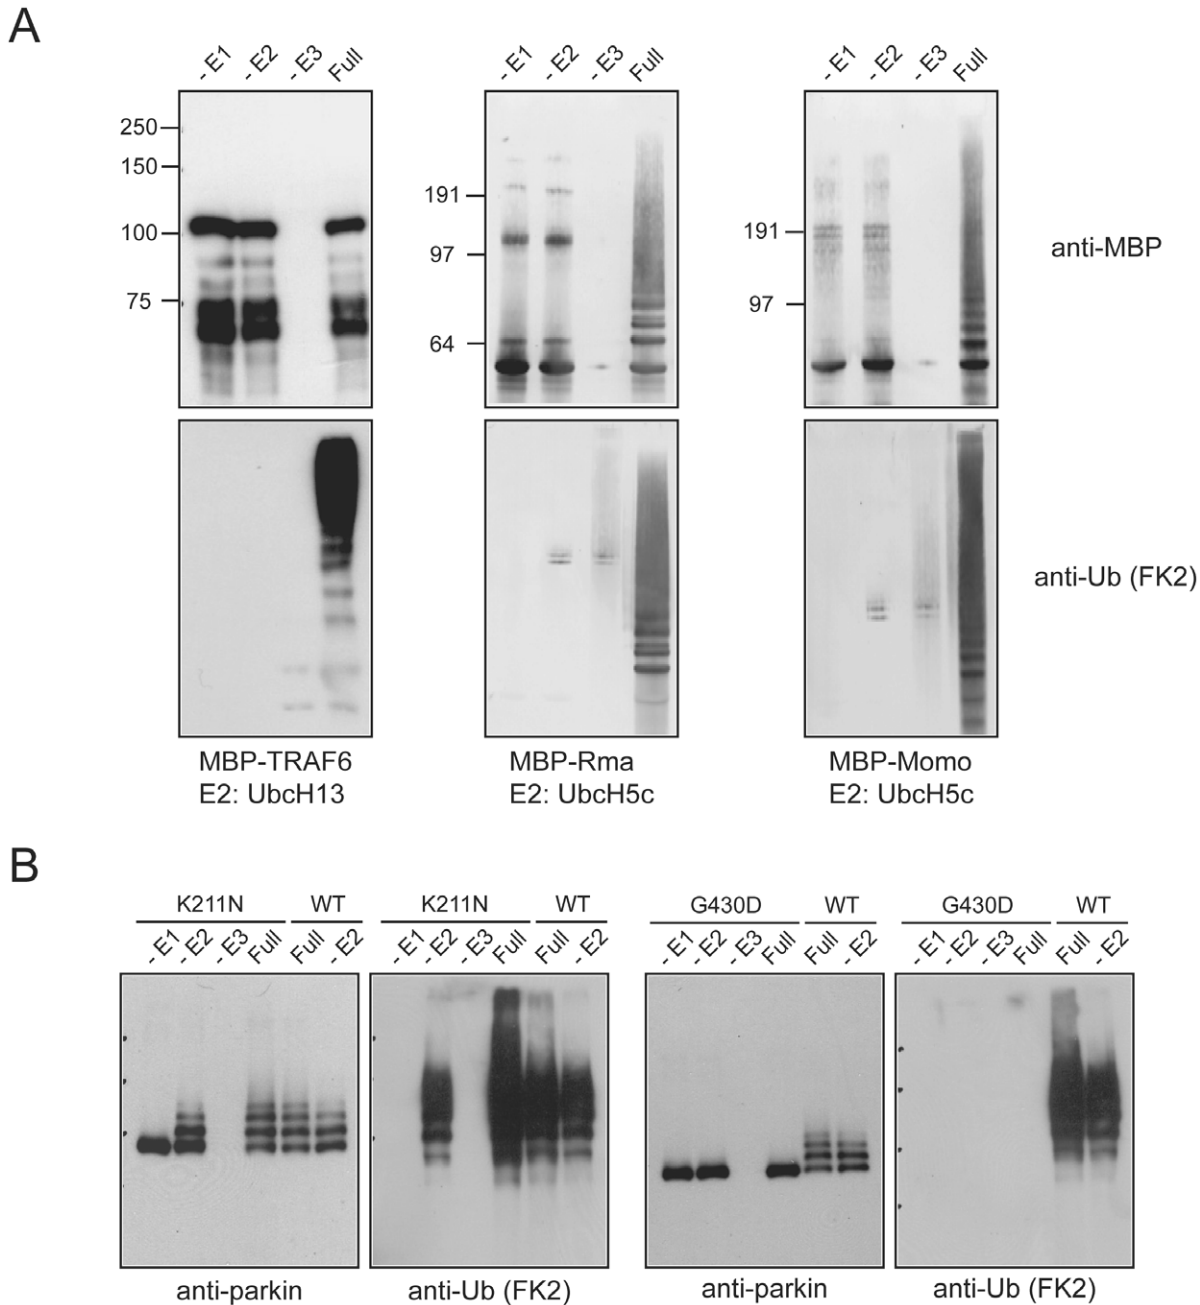 A
- E1 - E2 - E3 Full - E1 - E2 - E3 Full - E1 - E2 - E3 Full
250
150
100
75
191
97
64
191
97
anti-MBP
anti-Ub (FK2)
MBP-TRAF6 MBP-Rma MBP-Momo
E2: UbcH13 E2: UbcH5c E2: UbcH5c
B
K211N WT K211N WT G430D WT G430D WT
- E1 - E2 - E3 Full Full - E2 - E1 - E2 - E3 Full Full - E2 - E1 - E2 - E3 Full Full - E2 - E1 - E2 - E3 Full Full - E2
anti-parkin anti-Ub (FK2) anti-parkin anti-Ub (FK2)